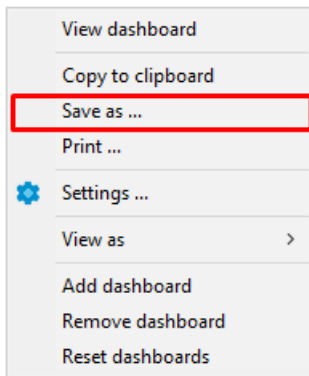 View dashboard
Copy to clipboard
Save as ...
Print ...
Settings ...
View as
Add dashboard
Remove dashboard
Reset dashboards